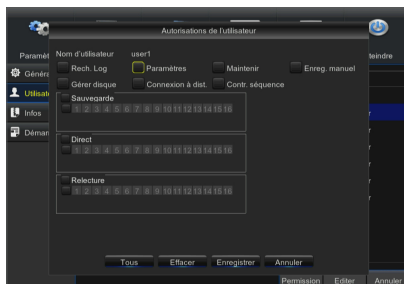 Autorisations de l'utilisateur
Nom d'utilisateur user1
Rech. Log Paramètres Maintenir Enreg. manuel
Gérer disque Connexion à dist. Contr. séquence
Sauvegarde
1 2 3 4 5 6 7 8 9 10 11 12 13 14 15 16
Direct
1 2 3 4 5 6 7 8 9 10 11 12 13 14 15 16
Relecture
1 2 3 4 5 6 7 8 9 10 11 12 13 14 15 16
Tous Effacer Enregistrer Annuler
Paramèt
Généra
Utilisate
Infos
Démar
teindre
Permission Editer Annuler